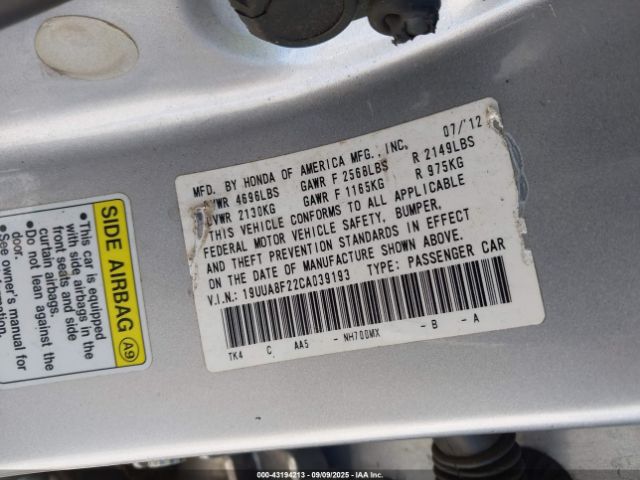 07/'12
MFD. BY HONDA OF AMERICA MFG., INC.
VWR 4696LBS GAWR F 2568LBS R 2149LBS
VWR 2130KG GAWR F 1165KG R 975KG
THIS VEHICLE CONFORMS TO ALL APPLICABLE
FEDERAL MOTOR VEHICLE SAFETY, BUMPER,
AND THEFT PREVENTION STANDARDS IN EFFECT
ON THE DATE OF MANUFACTURE SHOWN ABOVE.
V.I.N.: 19UUA8F22CA039193 TYPE: PASSENGER CAR
TK4 C AA5 - NH700MX - B - A
SIDE AIRBAG A9
•This car is equipped
with side airbags in the
front seats and side
curtain airbags.
•Do not lean against the
door.
•See owner's manual for
information.
000-43194213 | 09/09/2025 - IAA Inc.